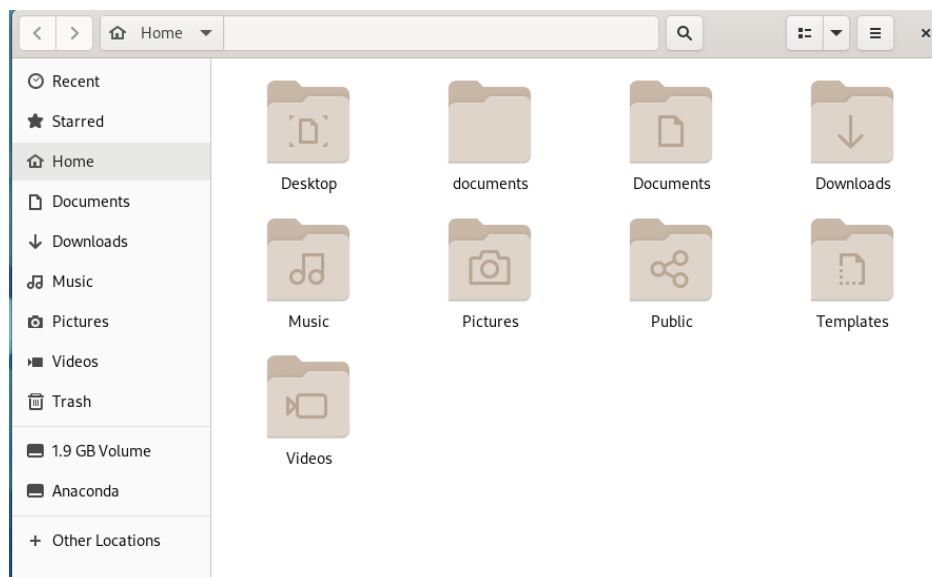 Home
Recent
Starred
Home
Documents
Downloads
Music
Pictures
Videos
Trash
1.9 GB Volume
Anaconda
Other Locations
Desktop
documents
Documents
Downloads
Music
Pictures
Public
Templates
Videos